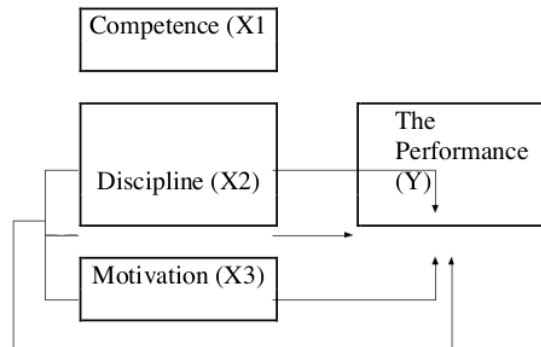 Competence (X1
The
Performance
Discipline (X2)
(Y)
Motivation (X3)